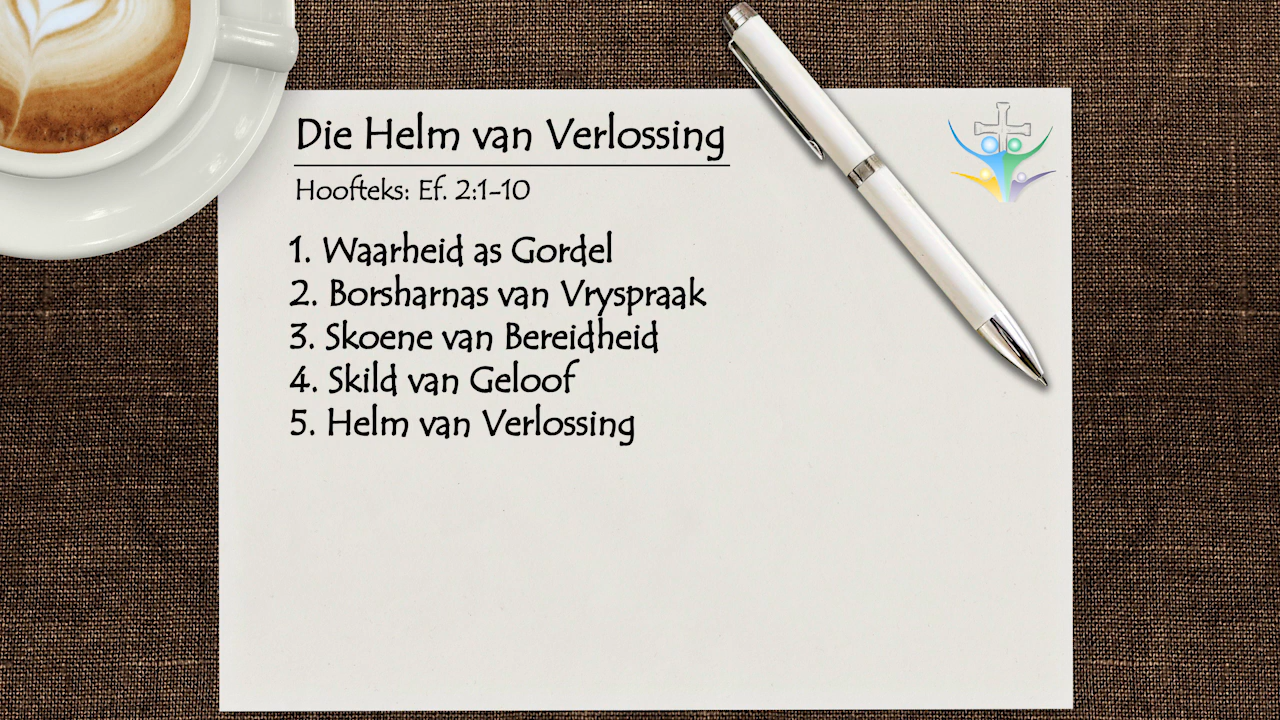 Die Helm van Verlossing
Hoofteks: Ef. 2:1-10
1. Waarheid as Gordel
2. Borsharnas van Vryspraak
3. Skoene van Bereidheid
4. Skild van Geloof
5. Helm van Verlossing